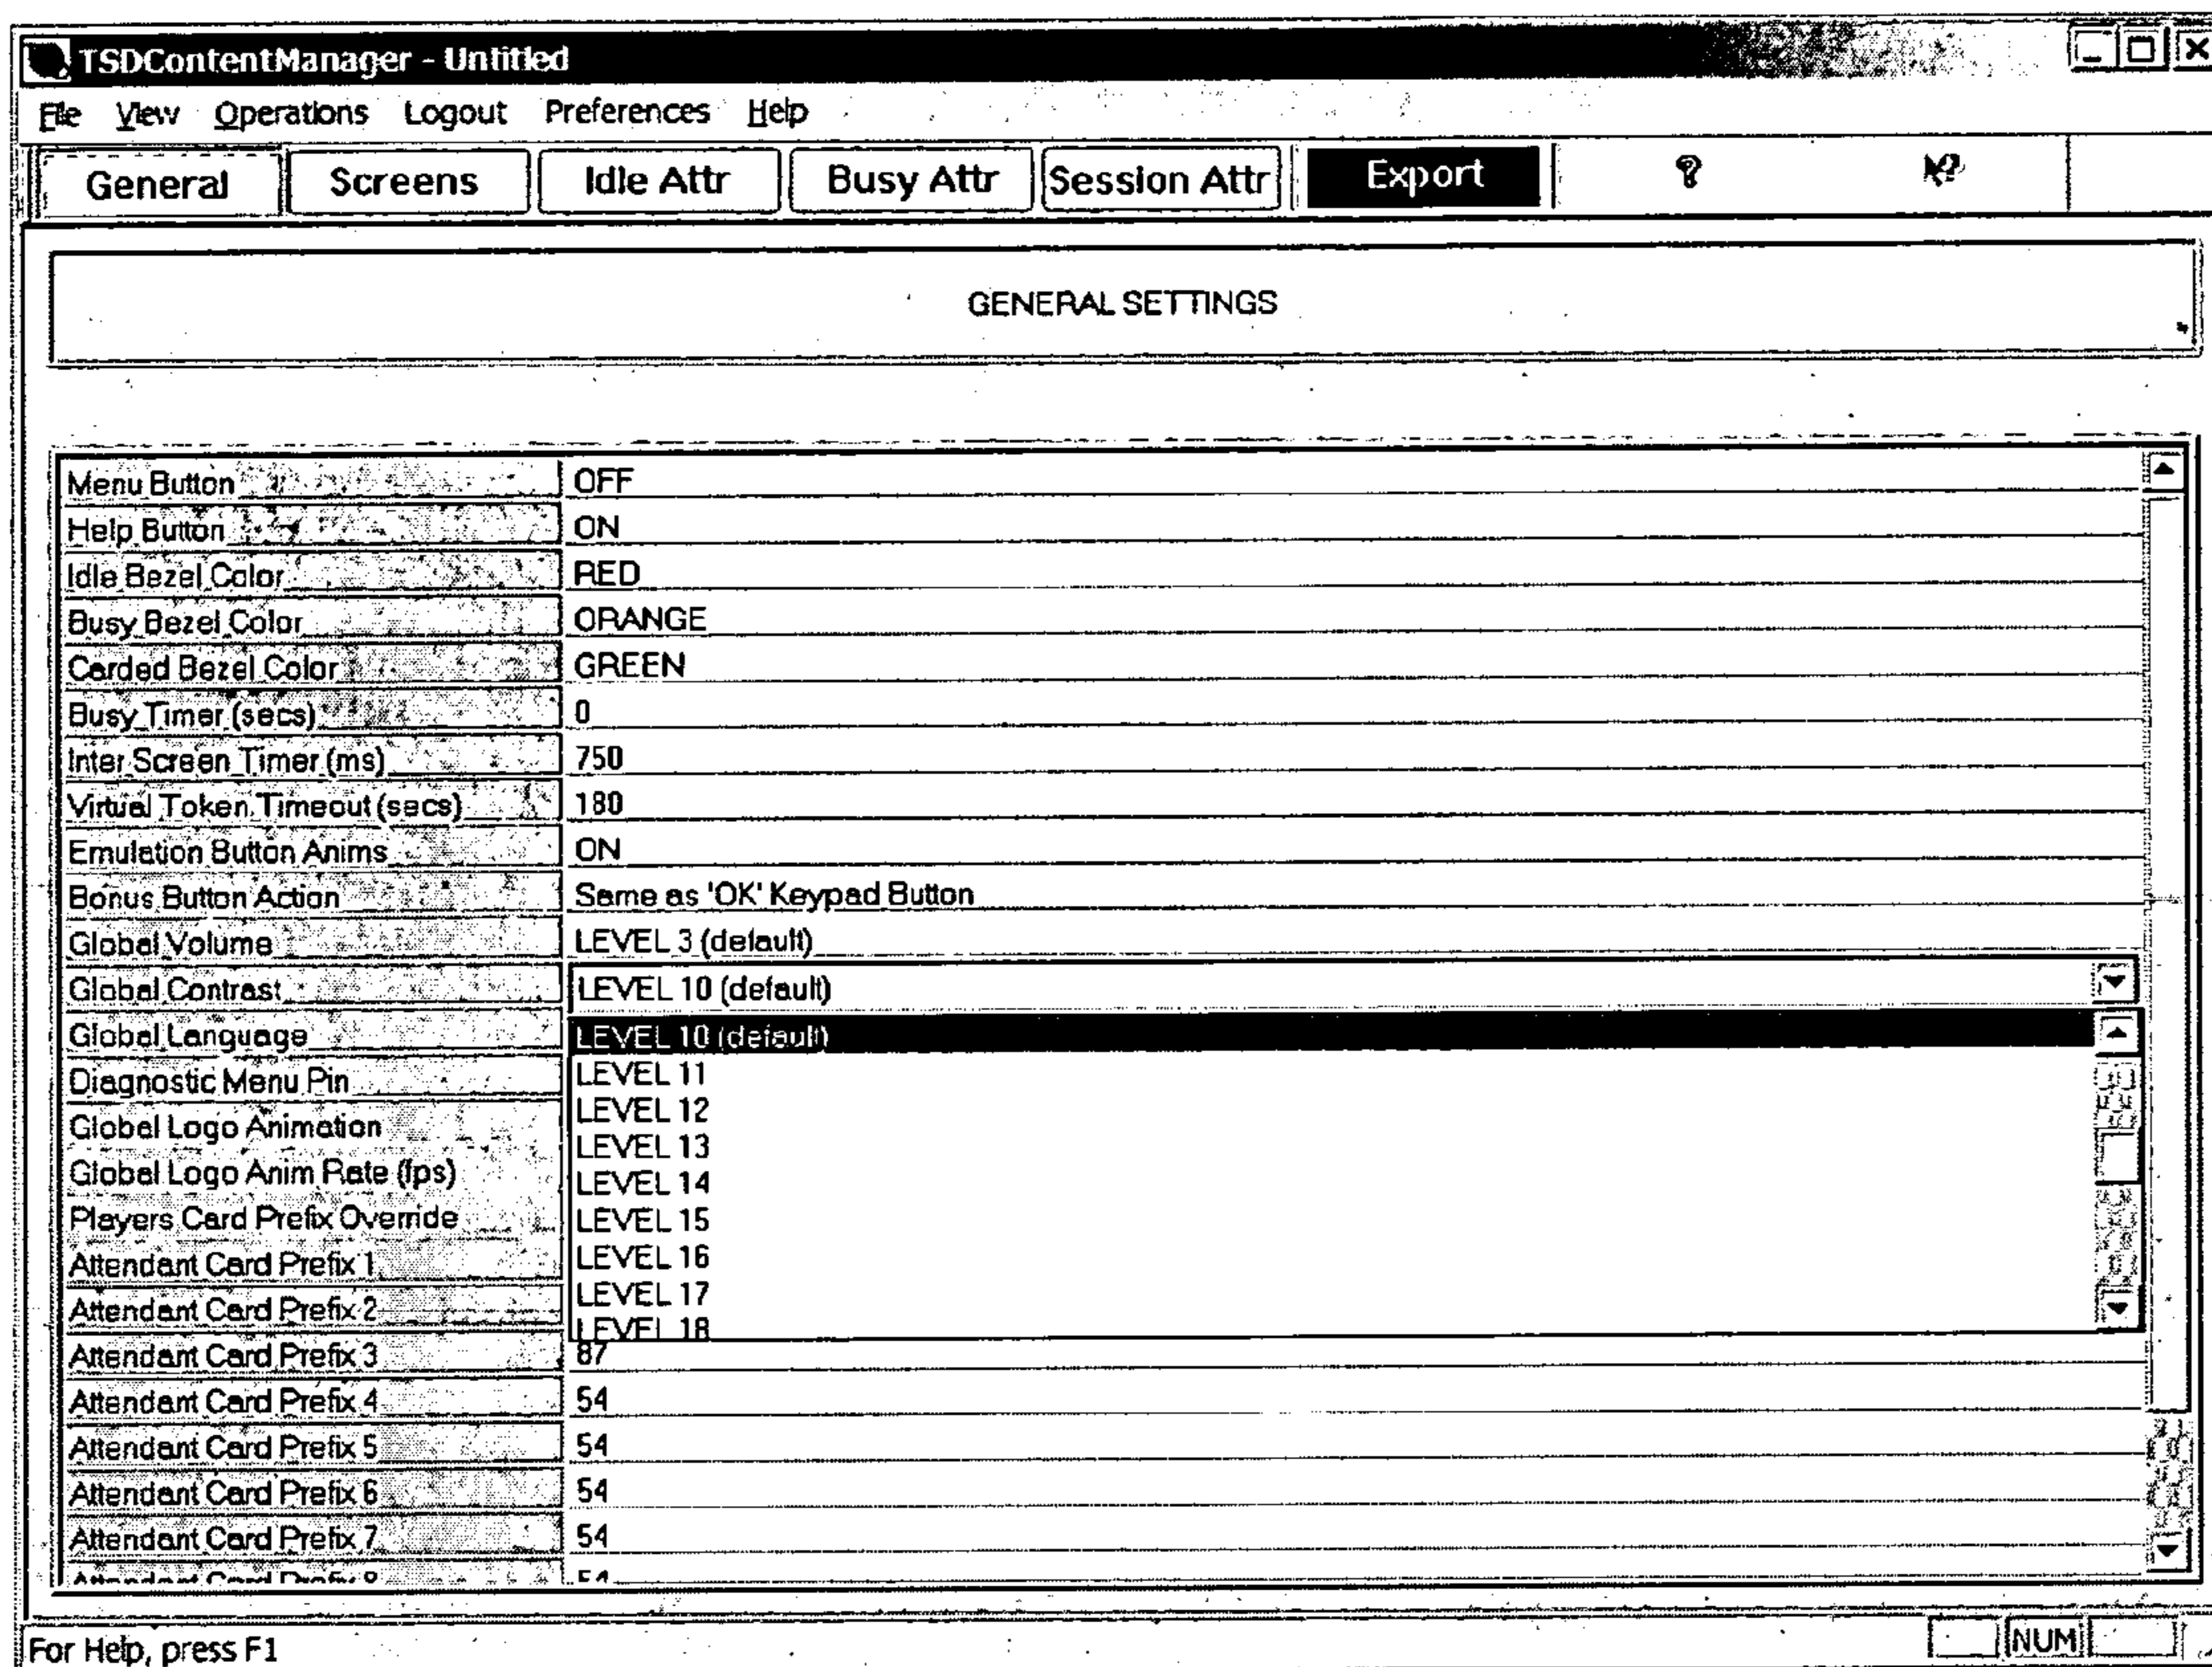 TSDContentManager - Untitled
File View Operations Logout Preferences Help
General Screens Idle Attr Busy Attr Session Attr Export ? ?
GENERAL SETTINGS
Menu Button OFF
Help Button ON
Idle Bezel Color RED
Busy Bezel Color ORANGE
Carded Bezel Color GREEN
Busy Timer (secs) 0
Inter Screen Timer (ms) 750
Virtual Token Timeout (secs) 180
Emulation Button Anims ON
Bonus Button Action Same as 'OK' Keypad Button
Global Volume LEVEL 3 (default)
Global Contrast LEVEL 10 (default)
Global Language LEVEL 10 (default)
Diagnostic Menu Pin LEVEL 11
LEVEL 12
Global Logo Animation LEVEL 13
Global Logo Anim Rate (fps) LEVEL 14
Players Card Prefix Override LEVEL 15
Attendant Card Prefix 1 LEVEL 16
Attendant Card Prefix 2 LEVEL 17
LEVEL 18
Attendant Card Prefix 3 87
Attendant Card Prefix 4 54
Attendant Card Prefix 5 54
Attendant Card Prefix 6 54
Attendant Card Prefix 7 54
Attendant Card Prefix 8 54
For Help, press F1 NUM